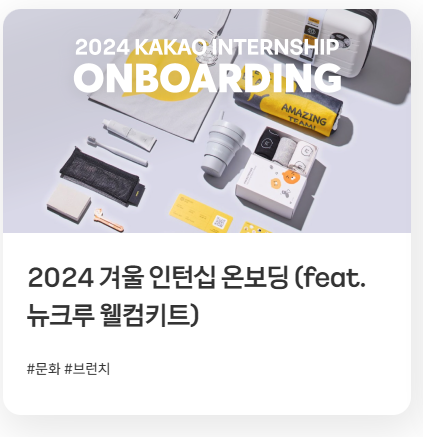 2024 KAKAO INTERNSHIP
ONBOARDING
AMAZING
TEAM!
2024 겨울 인턴십 온보딩 (feat.
뉴크루 웰컴키트)
#문화 #브런치